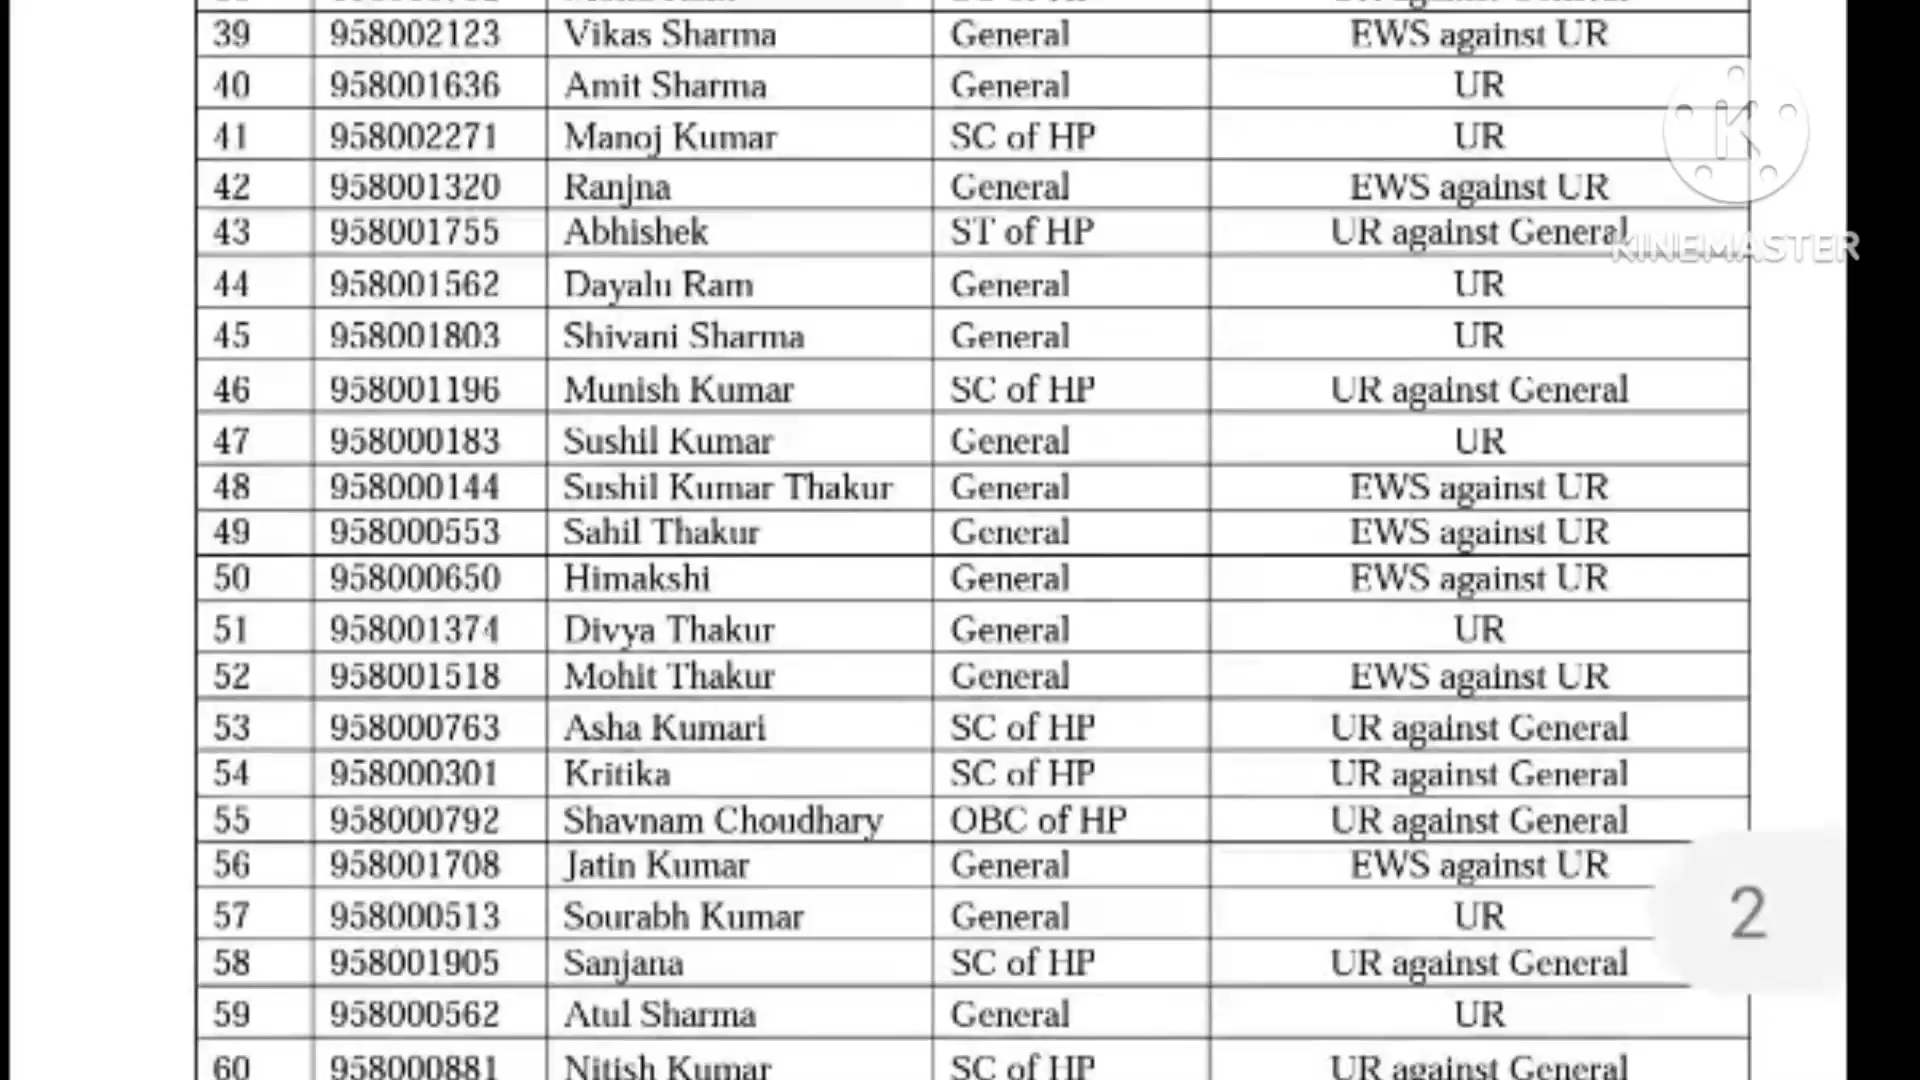 39 958002123 Vikas Sharma General EWS against UR
40 958001636 Amit Sharma General UR
41 958002271 Manoj Kumar SC of HP UR
42 958001320 Ranjna General EWS against UR
43 958001755 Abhishek ST of HP UR against General
KINEMASTER
44 958001562 Dayalu Ram General UR
45 958001803 Shivani Sharma General UR
46 958001196 Munish Kumar SC of HP UR against General
47 958000183 Sushil Kumar General UR
48 958000144 Sushil Kumar Thakur General EWS against UR
49 958000553 Sahil Thakur General EWS against UR
50 958000650 Himakshi General EWS against UR
51 958001374 Divya Thakur General UR
52 958001518 Mohit Thakur General EWS against UR
53 958000763 Asha Kumari SC of HP UR against General
54 958000301 Kritika SC of HP UR against General
55 958000792 Shavnam Choudhary OBC of HP UR against General
56 958001708 Jatin Kumar General EWS against UR
57 958000513 Sourabh Kumar General UR
2
58 958001905 Sanjana SC of HP UR against General
59 958000562 Atul Sharma General UR
60 958000881 Nitish Kumar SC of HP UR against General